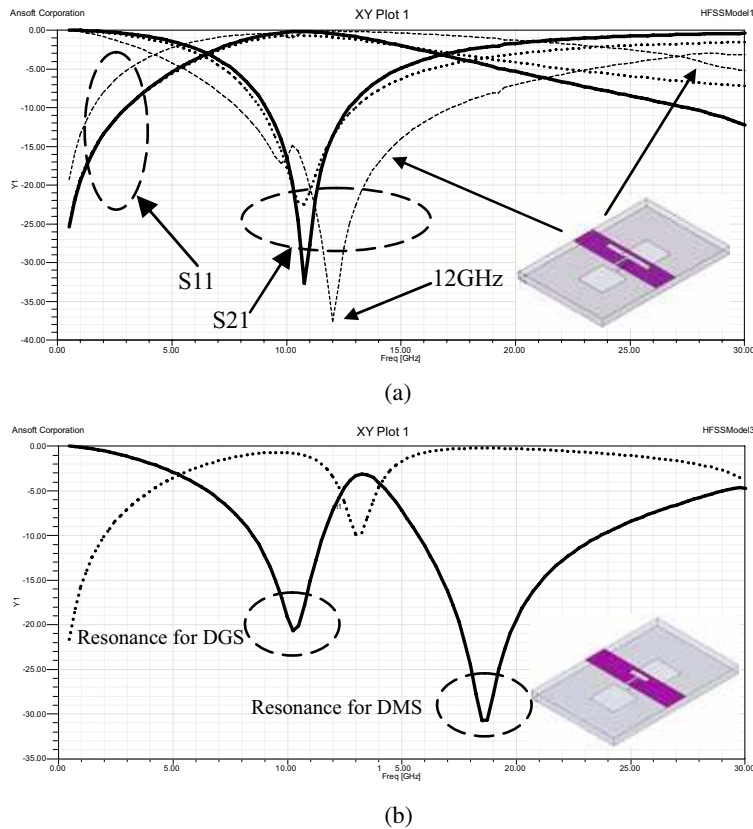 Ansoft Corporation XY Plot 1 HFSSModel1
0.00
-5.00
-10.00
-15.00
-20.00
-25.00
-30.00
-35.00
-40.00
Y1
S11
S21
12GHz
0.00 5.00 10.00 15.00 20.00 25.00 30.00
Freq [GHz]
(a)
Ansoft Corporation XY Plot 1 HFSSModel3
0.00
-5.00
-10.00
-15.00
-20.00
-25.00
-30.00
-35.00
Y1
Resonance for DGS
Resonance for DMS
0.00 5.00 10.00 1 15.00 20.00 25.00 30.00
Freq [GHz]
(b)